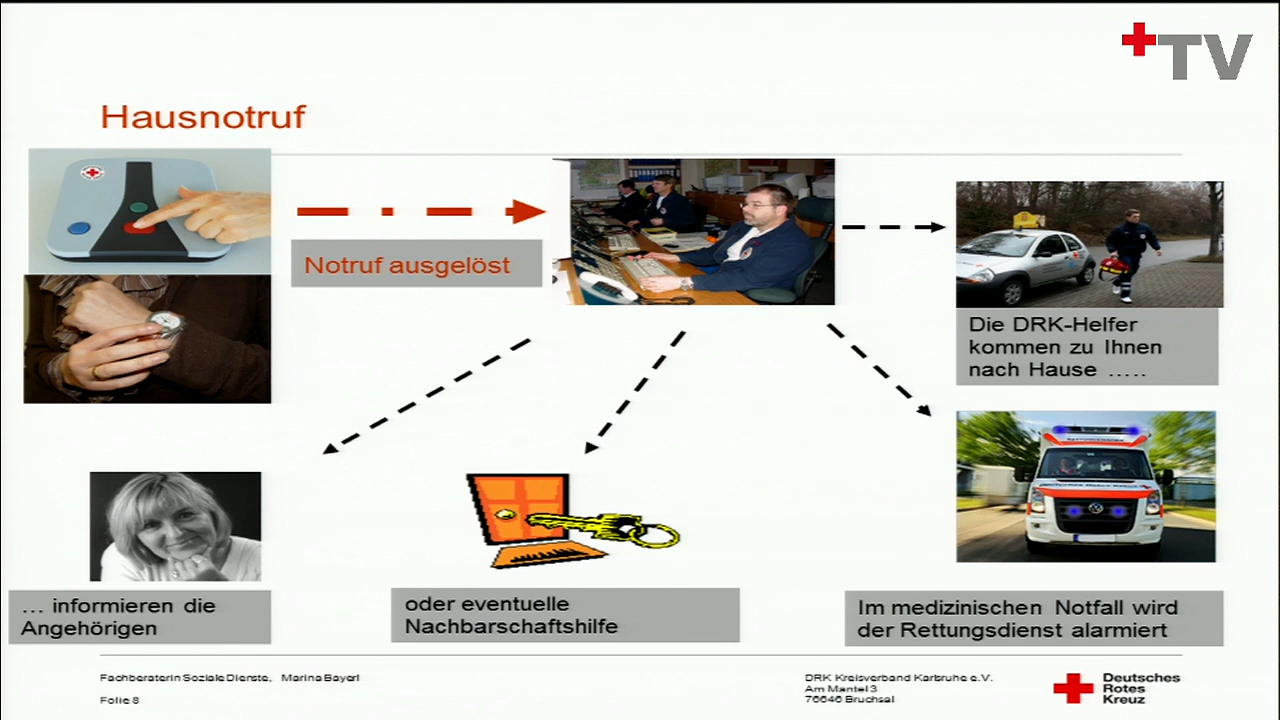 TV
Hausnotruf
Notruf ausgelöst
Die DRK-Helfer
kommen zu Ihnen
nach Hause …..
… informieren die
Angehörigen
oder eventuelle
Nachbarschaftshilfe
Im medizinischen Notfall wird
der Rettungsdienst alarmiert
Fachberaterin Soziale Dienste, Marina Bayerl
Folie 8
DRK Kreisverband Karlsruhe e.V.
Am Mantel 3
76646 Bruchsal
Deutsches
Rotes
Kreuz